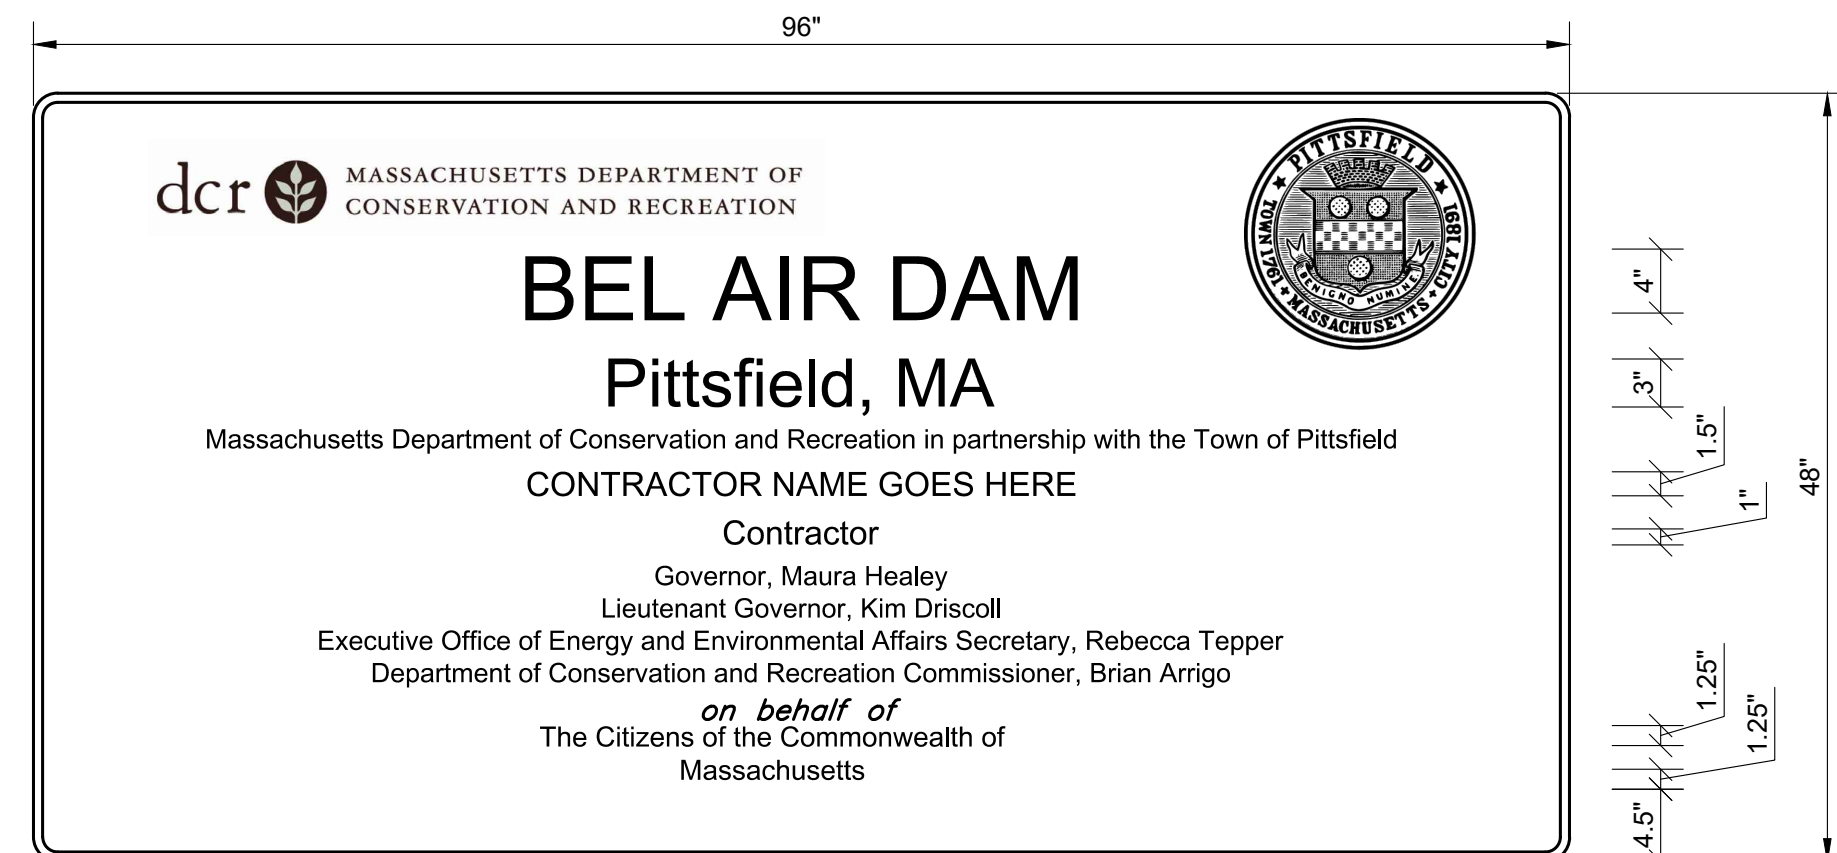 96"
dcr MASSACHUSETTS DEPARTMENT OF
CONSERVATION AND RECREATION
PITTSFIELD
TOWN 1761
CITY 1891
MASSACHUSETTS
BENIGNO NUMINE
BEL AIR DAM
Pittsfield, MA
Massachusetts Department of Conservation and Recreation in partnership with the Town of Pittsfield
CONTRACTOR NAME GOES HERE
Contractor
Governor, Maura Healey
Lieutenant Governor, Kim Driscoll
Executive Office of Energy and Environmental Affairs Secretary, Rebecca Tepper
Department of Conservation and Recreation Commissioner, Brian Arrigo
on behalf of
The Citizens of the Commonwealth of
Massachusetts
4"
3"
1.5"
1"
48"
1.25"
1.25"
4.5"